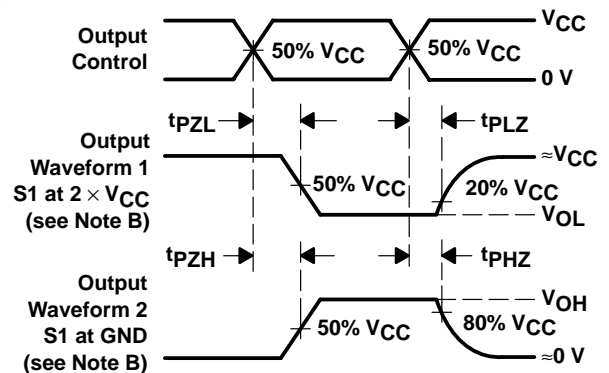 Output
Control
50% VCC
50% VCC
VCC
0 V
tPZL
tPLZ
Output
Waveform 1
S1 at 2 × VCC
(see Note B)
50% VCC
≈VCC
20% VCC
VOL
tPZH
tPHZ
Output
Waveform 2
S1 at GND
(see Note B)
50% VCC
VOH
80% VCC
≈0 V